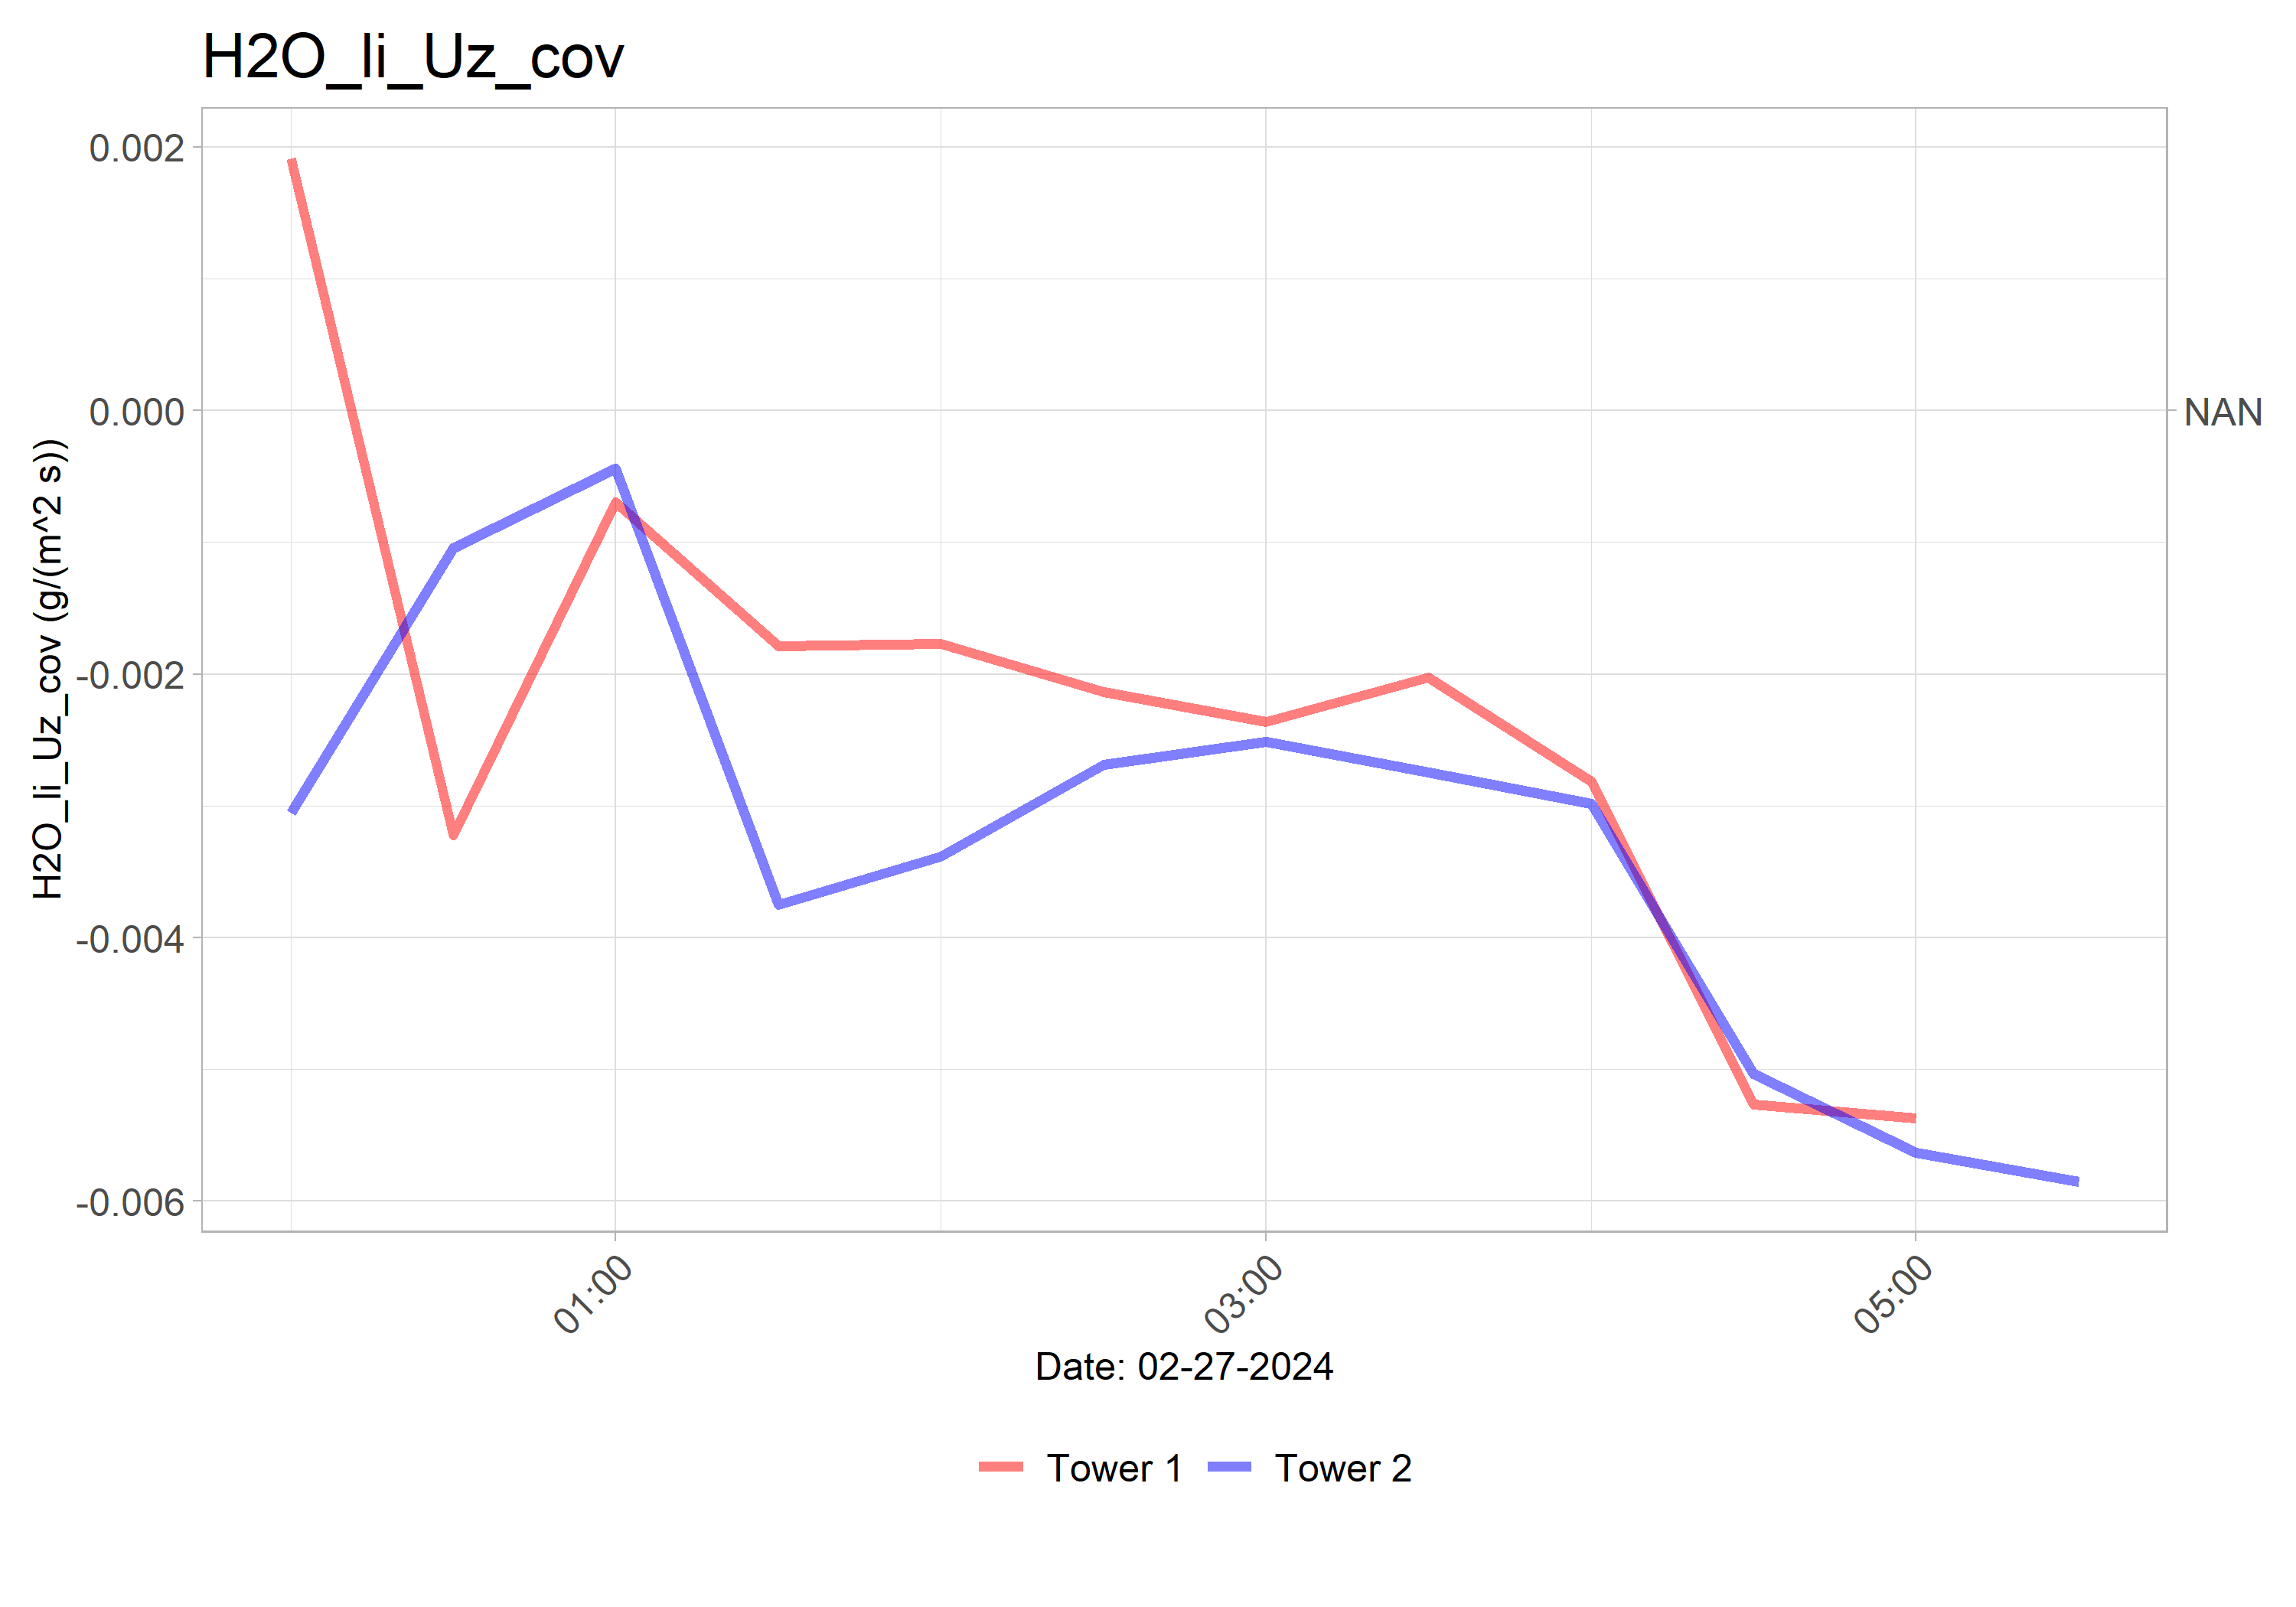 H2O_li_Uz_cov
0.002
0.000
-0.002
-0.004
-0.006
H2O_li_Uz_cov (g/(m^2 s))
NAN
01:00
03:00
05:00
Date: 02-27-2024
Tower 1
Tower 2